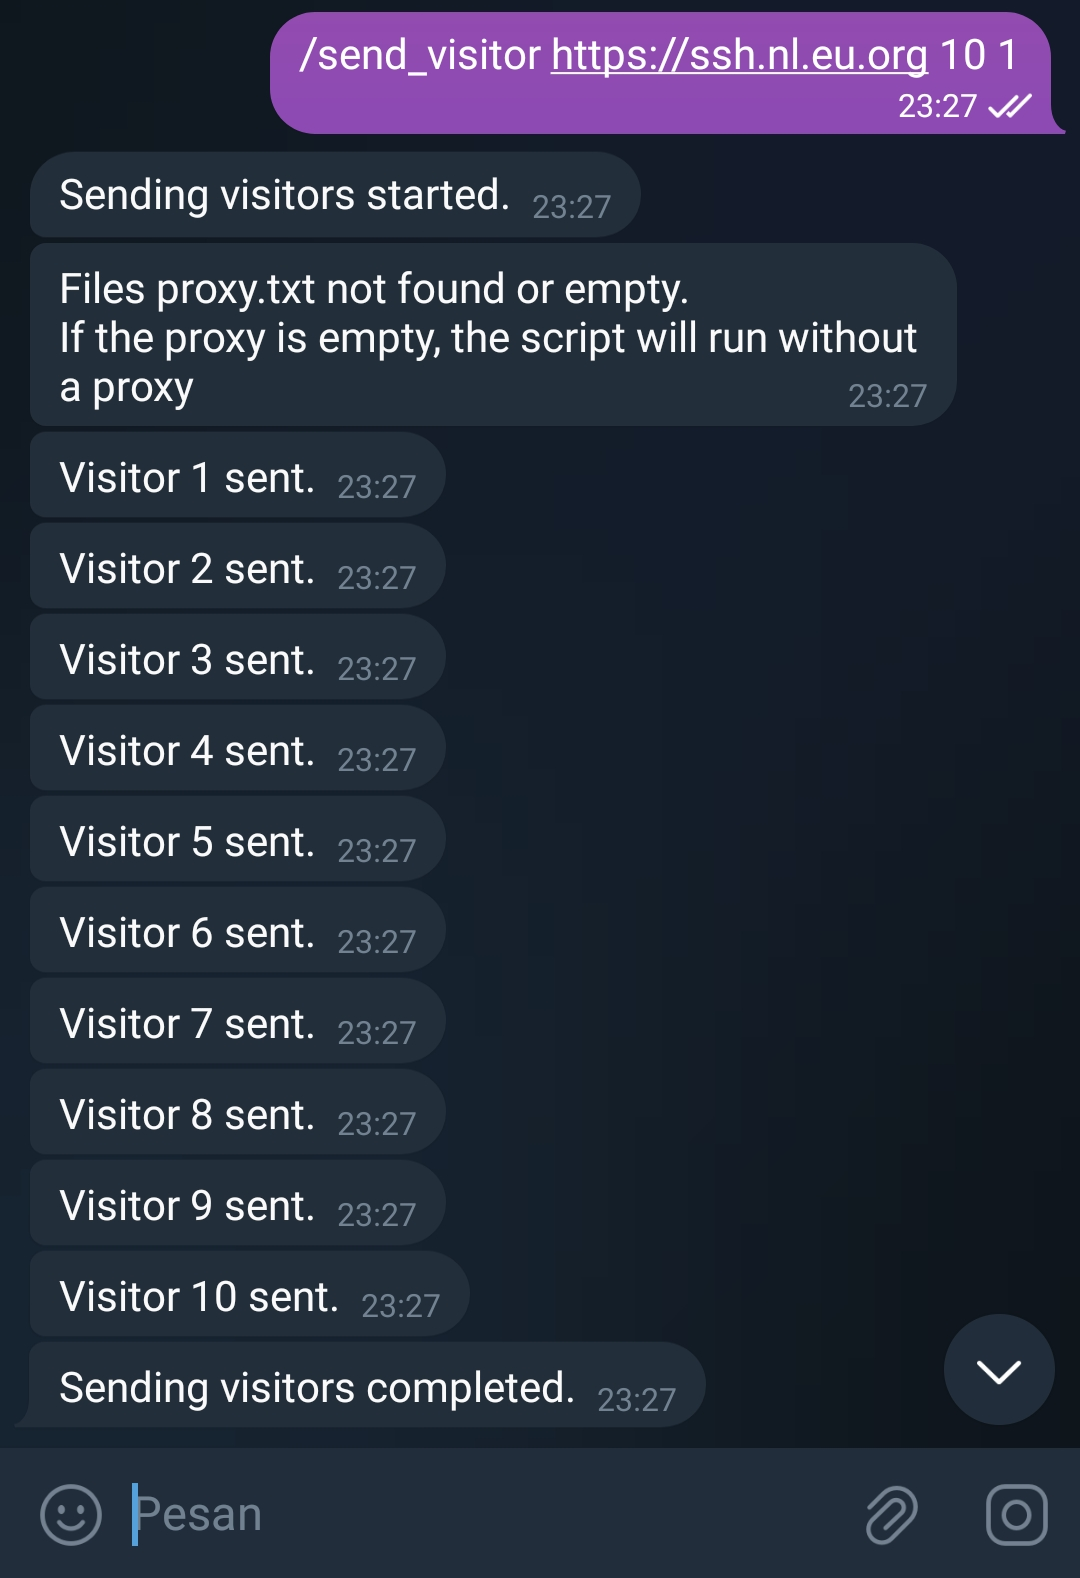 /send_visitor https://ssh.nl.eu.org 10 1
23:27
Sending visitors started. 23:27
Files proxy.txt not found or empty.
If the proxy is empty, the script will run without
a proxy 23:27
Visitor 1 sent. 23:27
Visitor 2 sent. 23:27
Visitor 3 sent. 23:27
Visitor 4 sent. 23:27
Visitor 5 sent. 23:27
Visitor 6 sent. 23:27
Visitor 7 sent. 23:27
Visitor 8 sent. 23:27
Visitor 9 sent. 23:27
Visitor 10 sent. 23:27
Sending visitors completed. 23:27
Pesan